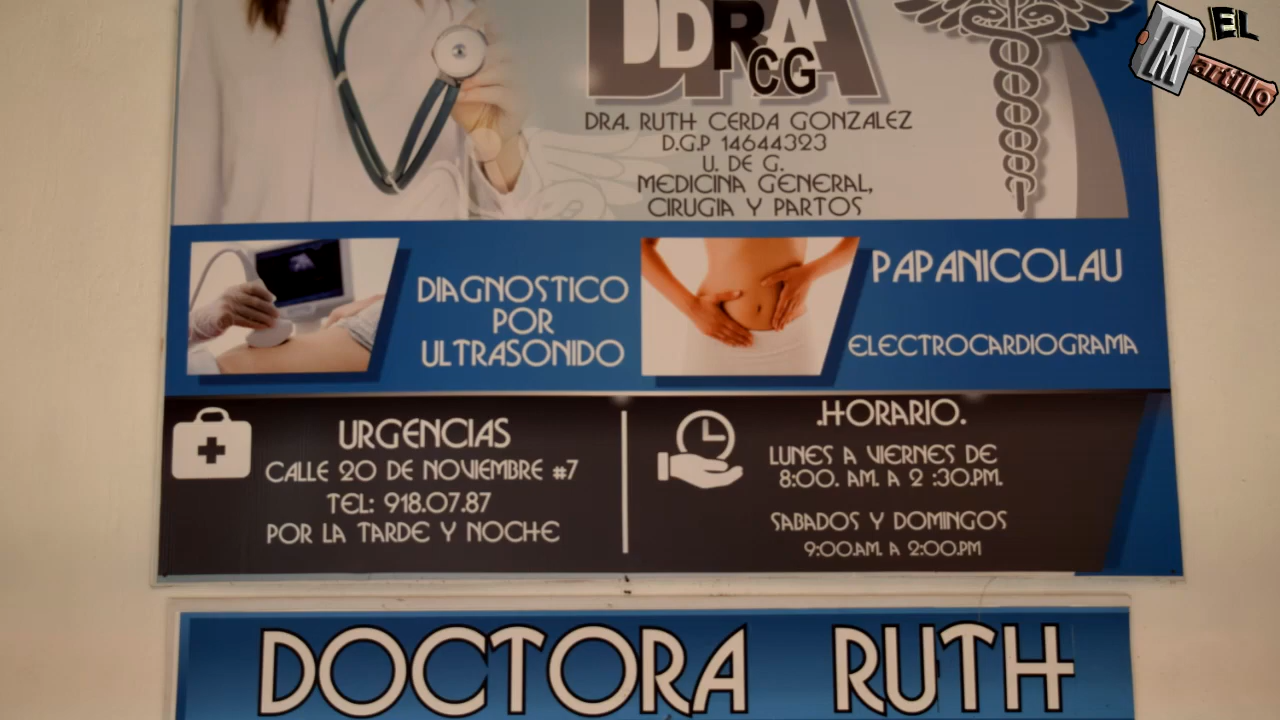 EL
Martillo
DDRAA
CG
DRA. RUTH CERDA GONZALEZ
D.G.P 14644323
U. DE G.
MEDICINA GENERAL,
CIRUGIA Y PARTOS
DIAGNOSTICO
POR
ULTRASONIDO
PAPANICOLAU
ELECTROCARDIOGRAMA
URGENCIAS
CALLE 20 DE NOVIEMBRE #7
TEL: 918.07.87
POR LA TARDE Y NOCHE
.HORARIO.
LUNES A VIERNES DE
8:00. AM. A 2 :30.PM.
SABADOS Y DOMINGOS
9:00.AM. A 2:00.PM
DOCTORA RUTH